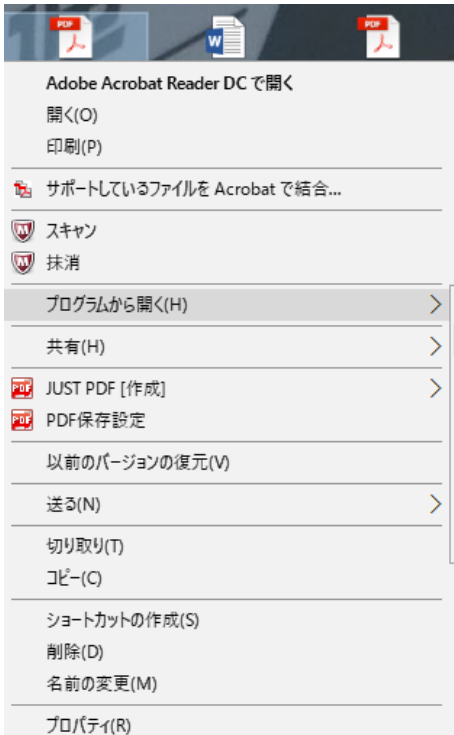 PDF
W
PDF
Adobe Acrobat Reader DC で開く
開く(O)
印刷(P)
サポートしているファイルを Acrobat で結合...
スキャン
抹消
プログラムから開く(H)
共有(H)
PDF JUST PDF [作成]
PDF PDF保存設定
以前のバージョンの復元(V)
送る(N)
切り取り(T)
コピー(C)
ショートカットの作成(S)
削除(D)
名前の変更(M)
プロパティ(R)